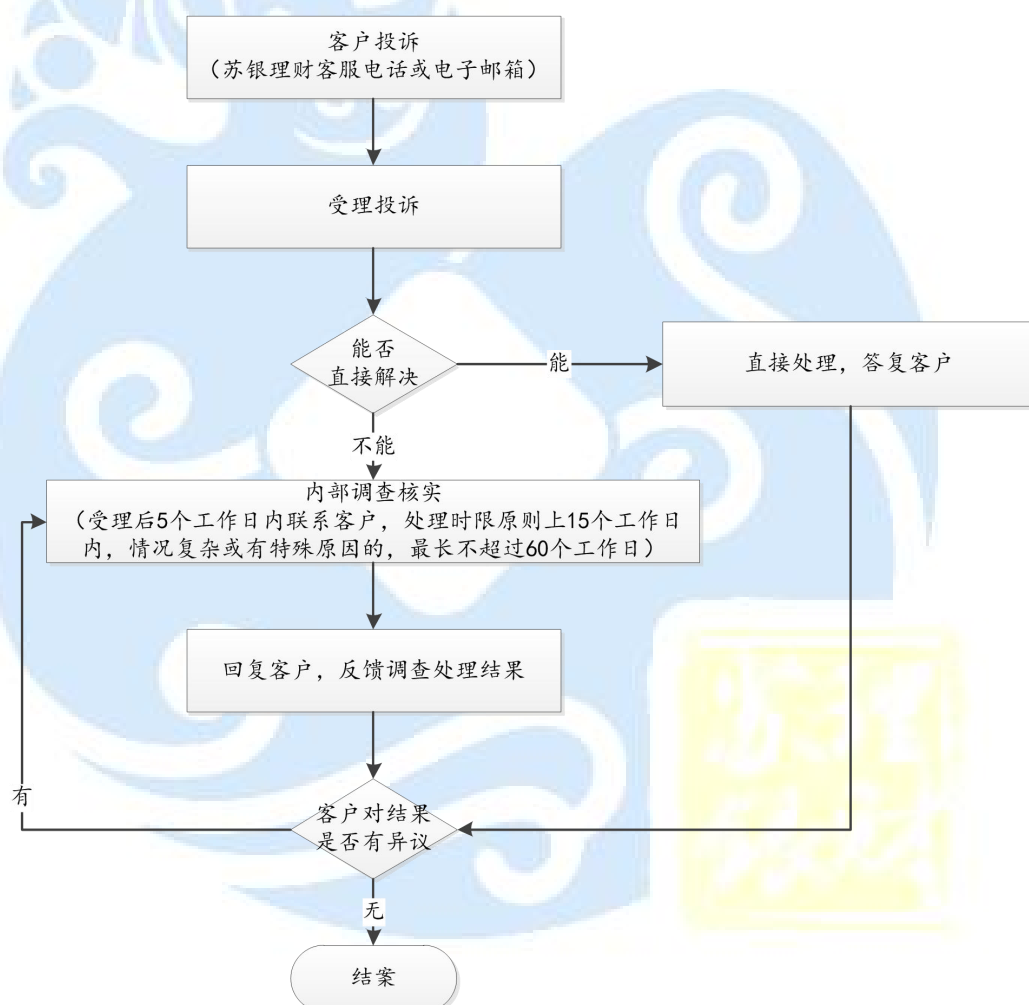 客户投诉
（苏银理财客服电话或电子邮箱）
受理投诉
能否
直接解决
能
直接处理，答复客户
不能
内部调查核实
（受理后5个工作日内联系客户，处理时限原则上15个工作日
内，情况复杂或有特殊原因的，最长不超过60个工作日）
回复客户，反馈调查处理结果
有
客户对结果
是否有异议
无
结案